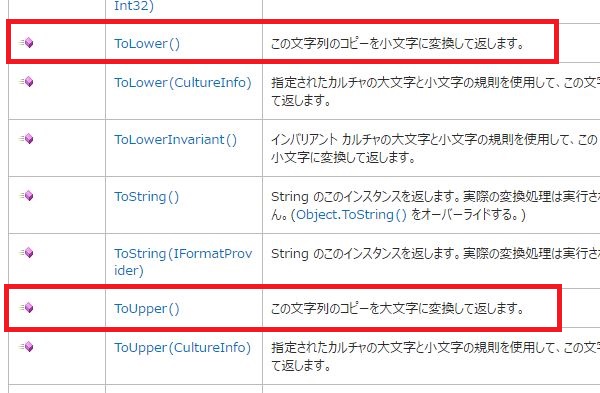 Int32)
ToLower()
この文字列のコピーを小文字に変換して返します。
ToLower(CultureInfo)
指定されたカルチャの大文字と小文字の規則を使用して、この文字
て返します。
ToLowerInvariant()
インバリアント カルチャの大文字と小文字の規則を使用して、この
小文字に変換して返します。
ToString()
String のこのインスタンスを返します。実際の変換処理は実行され
ん。(Object.ToString() をオーバーライドする。)
ToString(IFormatProv
ider)
String のこのインスタンスを返します。実際の変換処理は実行され
ToUpper()
この文字列のコピーを大文字に変換して返します。
ToUpper(CultureInfo)
指定されたカルチャの大文字と小文字の規則を使用して、この文字
て返します。